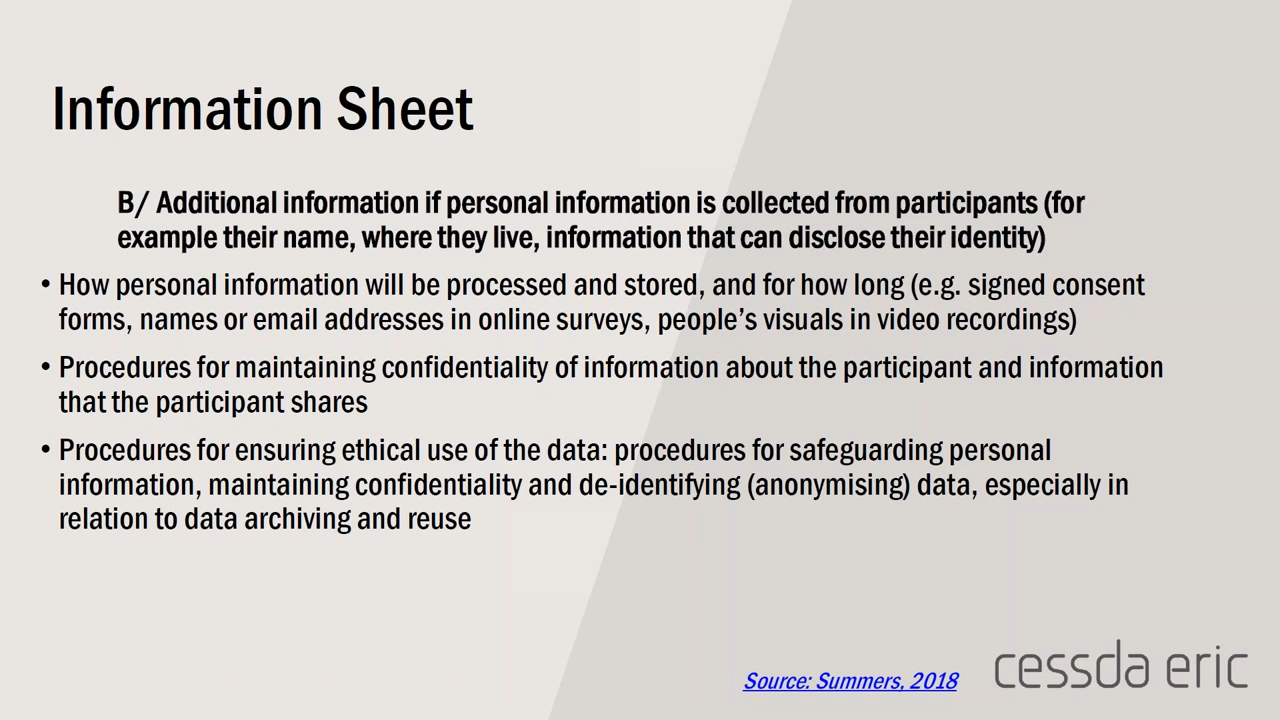 Information Sheet
B/ Additional information if personal information is collected from participants (for
example their name, where they live, information that can disclose their identity)
• How personal information will be processed and stored, and for how long (e.g. signed consent
forms, names or email addresses in online surveys, people’s visuals in video recordings)
• Procedures for maintaining confidentiality of information about the participant and information
that the participant shares
• Procedures for ensuring ethical use of the data: procedures for safeguarding personal
information, maintaining confidentiality and de-identifying (anonymising) data, especially in
relation to data archiving and reuse
Source: Summers, 2018
cessda eric